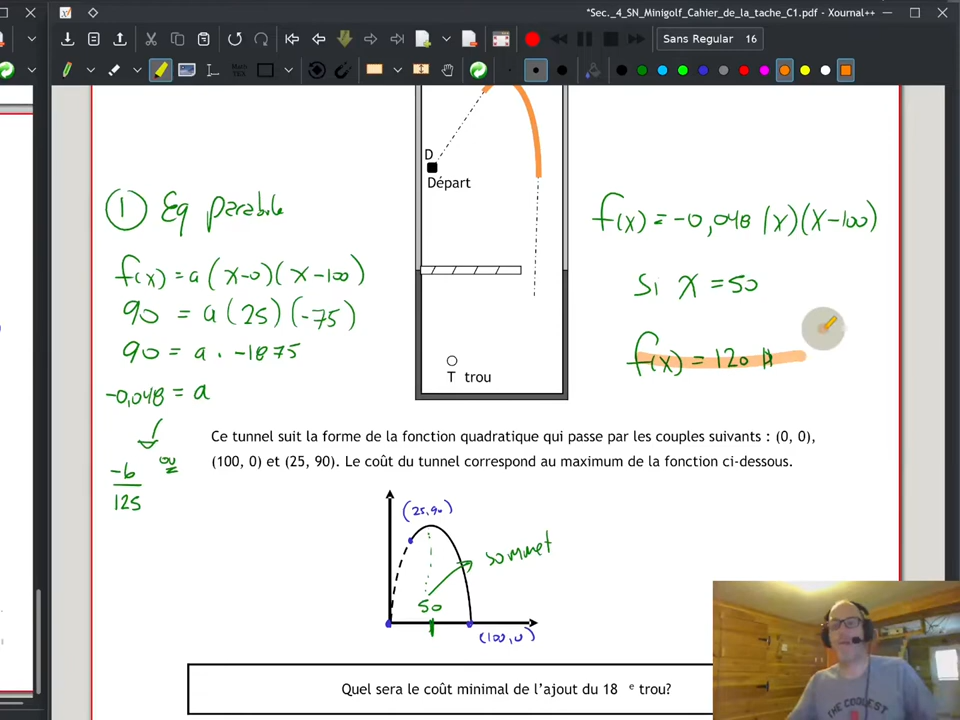 *Sec._4_SN_Minigolf_Cahier_de_la_tache_C1.pdf - Xournal++
Sans Regular 16
D
Départ
T trou
1 Eq parabole
f(x) = a (x-0)(x-100)
90 = a(25)(-75)
90 = a · -1875
-0,048 = a
ou
-6
125
f(x) = -0,048 (x)(x-100)
Si x = 50
f(x) = 120 $
Ce tunnel suit la forme de la fonction quadratique qui passe par les couples suivants : (0, 0),
(100, 0) et (25, 90). Le coût du tunnel correspond au maximum de la fonction ci-dessous.
(25,90)
sommet
50
(100,0)
Quel sera le coût minimal de l'ajout du 18 e trou?
THE COOLEST